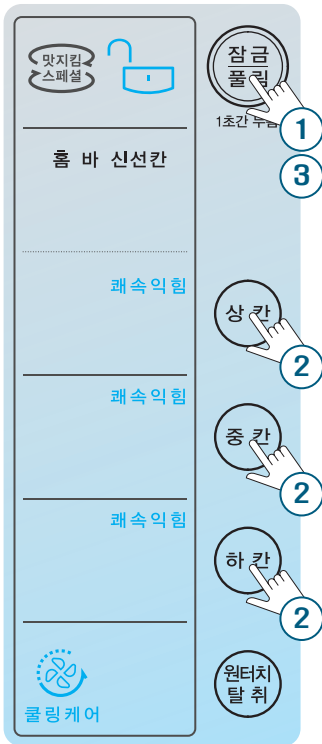 맛지킴
스페셜
잠금
풀림
1초간 누름
1
3
홈 바 신선칸
쾌속익힘
상칸
2
쾌속익힘
중칸
2
쾌속익힘
하칸
2
쿨링케어
원터치
탈취